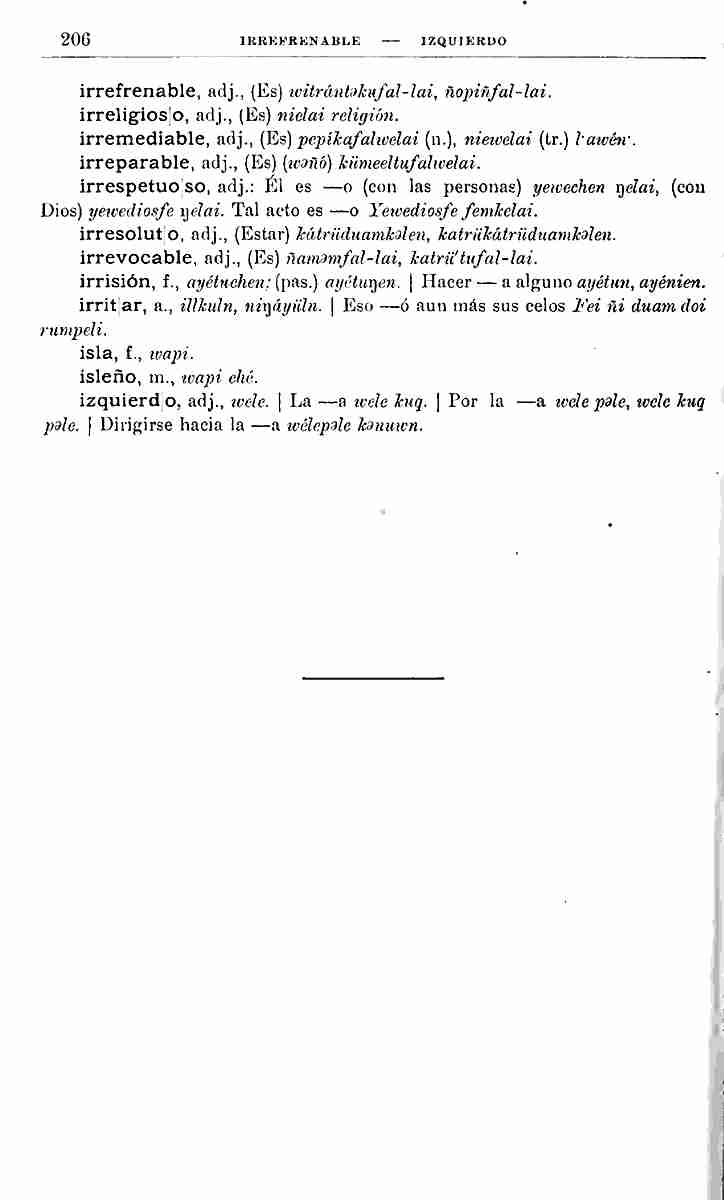 206 IRREFRENABLE — IZQUIERDO
irrefrenable, adj., (Es) witrántəkufal-lai, ñopiñfal-lai.
irreligios|o, adj., (Es) nielai religión.
irremediable, adj., (Es) pepikafalwelai (n.), niewelai (tr.) l·awén·.
irreparable, adj., (Es) (wəñó) kümeeltufalwelai.
irrespetuo|so, adj.: Él es —o (con las personas) yewechen ŋelai, (con
Dios) yewediosfe ŋelai. Tal acto es —o Yewediosfe femkelai.
irresolut|o, adj., (Estar) kátrüduamkəlen, katrükátrüduamkəlen.
irrevocable, adj., (Es) ñaməmfal-lai, katrǘtufal-lai.
irrisión, f., ayétuchen; (pas.) ayétuŋen. | Hacer — a alguno ayétun, ayénien.
irrit|ar, a., illkuln, niŋáyüln. | Eso —ó aun más sus celos Fei ñi duam doi
rumpeli.
isla, f., wapi.
isleño, m., wapi ché.
izquierd|o, adj., wele. | La —a wele kuq. | Por la —a wele pəle, wele kuq
pəle. | Dirigirse hacia la —a wélepəle kənuwn.